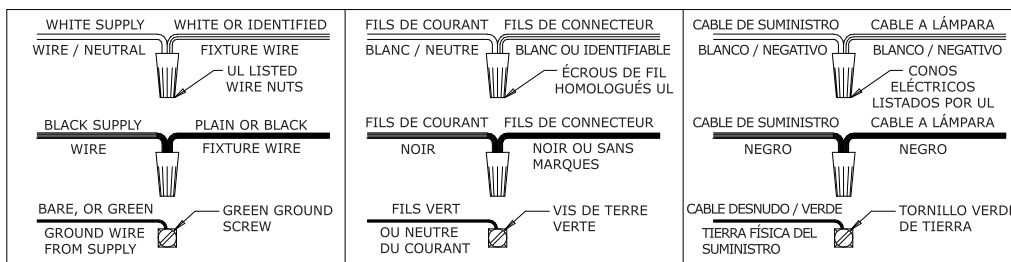 WHITE SUPPLY WHITE OR IDENTIFIED
WIRE / NEUTRAL FIXTURE WIRE
UL LISTED
WIRE NUTS
BLACK SUPPLY PLAIN OR BLACK
WIRE FIXTURE WIRE
BARE, OR GREEN
GROUND WIRE
FROM SUPPLY
GREEN GROUND
SCREW
FILS DE COURANT FILS DE CONNECTEUR
BLANC / NEUTRE BLANC OU IDENTIFIABLE
ÉCROUS DE FIL
HOMOLOGUÉS UL
FILS DE COURANT FILS DE CONNECTEUR
NOIR NOIR OU SANS
MARQUES
FILS VERT
OU NEUTRE
DU COURANT
VIS DE TERRE
VERTE
CABLE DE SUMINISTRO CABLE A LÁMPARA
BLANCO / NEGATIVO BLANCO / NEGATIVO
CONOS
ELÉCTRICOS
LISTADOS POR UL
CABLE DE SUMINISTRO CABLE A LÁMPARA
NEGRO NEGRO
CABLE DESNUDO / VERDE
TIERRA FÍSICA DEL
SUMINISTRO
TORNILLO VERDE
DE TIERRA